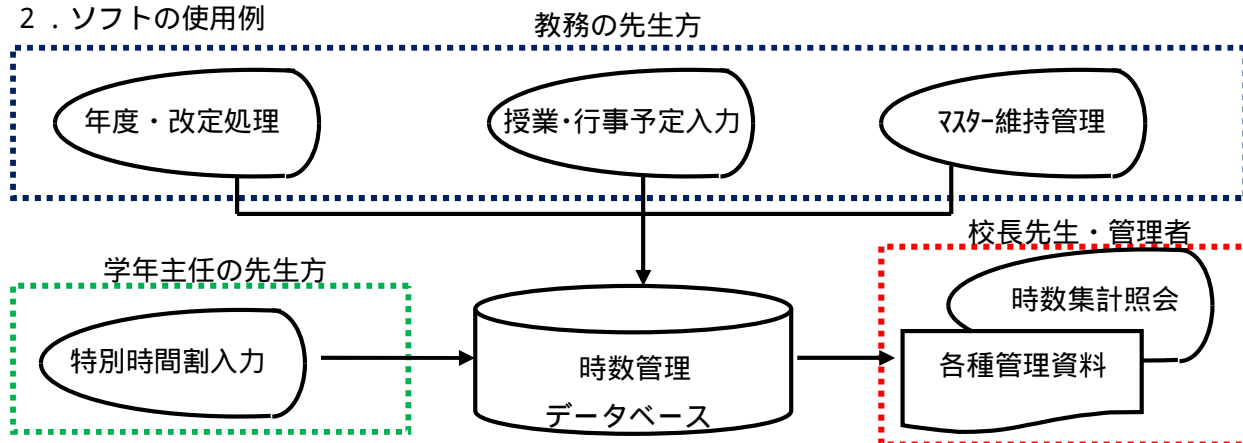 ２．ソフトの使用例
教務の先生方
年度・改定処理
授業･行事予定入力
ﾏｽﾀｰ維持管理
校長先生・管理者
学年主任の先生方
時数集計照会
特別時間割入力
時数管理
データベース
各種管理資料